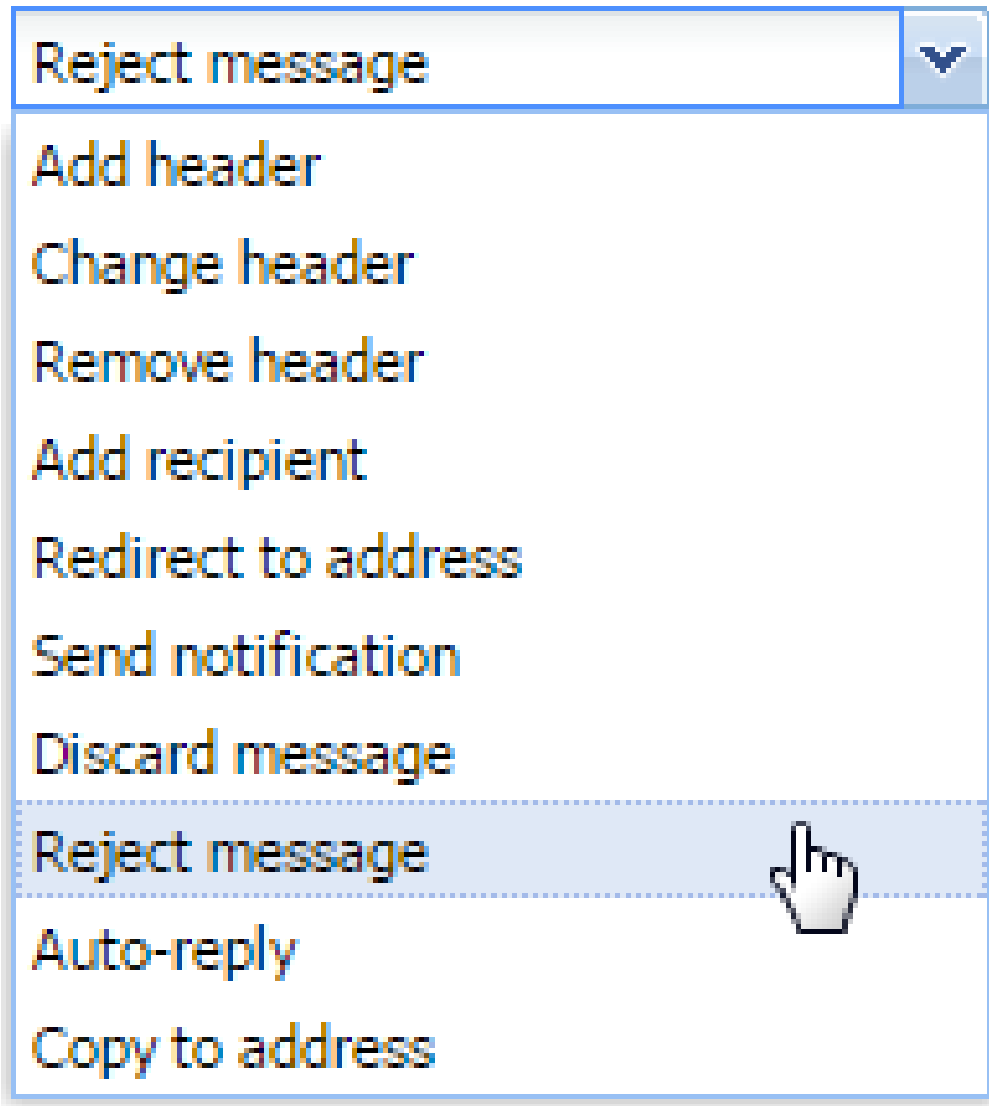 Reject message
Add header
Change header
Remove header
Add recipient
Redirect to address
Send notification
Discard message
Reject message
Auto-reply
Copy to address